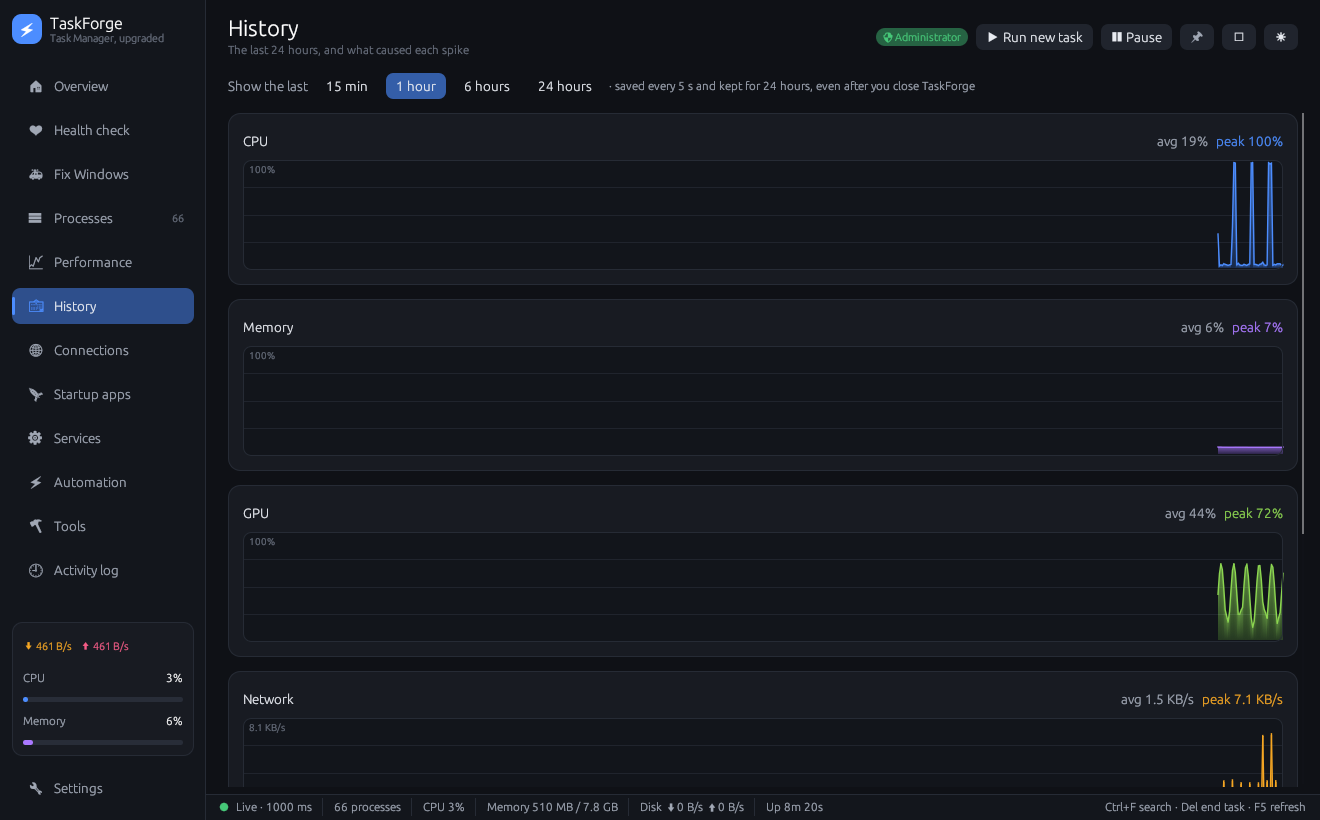 TaskForge
Task Manager, upgraded
Overview
Health check
Fix Windows
Processes 66
Performance
History
Connections
Startup apps
Services
Automation
Tools
Activity log
461 B/s 461 B/s
CPU 3%
Memory 6%
Settings
History
The last 24 hours, and what caused each spike
Administrator
Run new task
Pause
Show the last 15 min 1 hour 6 hours 24 hours · saved every 5 s and kept for 24 hours, even after you close TaskForge
CPU avg 19% peak 100%
100%
Memory avg 6% peak 7%
100%
GPU avg 44% peak 72%
100%
Network avg 1.5 KB/s peak 7.1 KB/s
8.1 KB/s
Live · 1000 ms 66 processes CPU 3% Memory 510 MB / 7.8 GB Disk 0 B/s 0 B/s Up 8m 20s Ctrl+F search · Del end task · F5 refresh